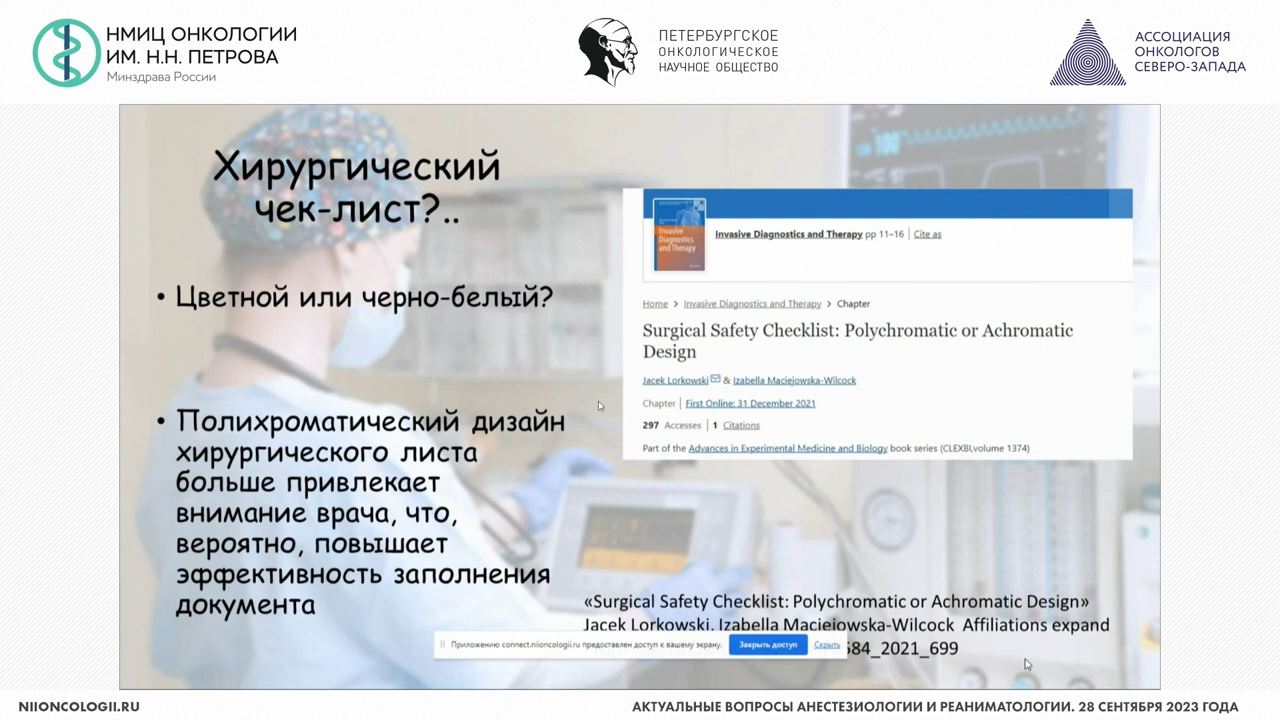 НМИЦ ОНКОЛОГИИ
ИМ. Н.Н. ПЕТРОВА
Минздрава России
ПЕТЕРБУРГСКОЕ
ОНКОЛОГИЧЕСКОЕ
НАУЧНОЕ ОБЩЕСТВО
АССОЦИАЦИЯ
ОНКОЛОГОВ
СЕВЕРО-ЗАПАДА
Хирургический
чек-лист?..
• Цветной или черно-белый?
• Полихроматический дизайн
хирургического листа
больше привлекает
внимание врача, что,
вероятно, повышает
эффективность заполнения
документа
100
Invasive
Diagnostics
and Therapy
Invasive Diagnostics and Therapy pp 11–16 | Cite as
Home > Invasive Diagnostics and Therapy > Chapter
Surgical Safety Checklist: Polychromatic or Achromatic
Design
Jacek Lorkowski & Izabella Maciejowska-Wilcock
Chapter | First Online: 31 December 2021
297 Accesses | 1 Citations
Part of the Advances in Experimental Medicine and Biology book series (CLEXBI,volume 1374)
«Surgical Safety Checklist: Polychromatic or Achromatic Design»
Jacek Lorkowski, Izabella Maciejowska-Wilcock Affiliations expand
584_2021_699
Приложению connect.niioncologii.ru предоставлен доступ к вашему экрану.
Закрыть доступ
Скрыть
NIIONCOLOGII.RU
АКТУАЛЬНЫЕ ВОПРОСЫ АНЕСТЕЗИОЛОГИИ И РЕАНИМАТОЛОГИИ. 28 СЕНТЯБРЯ 2023 ГОДА